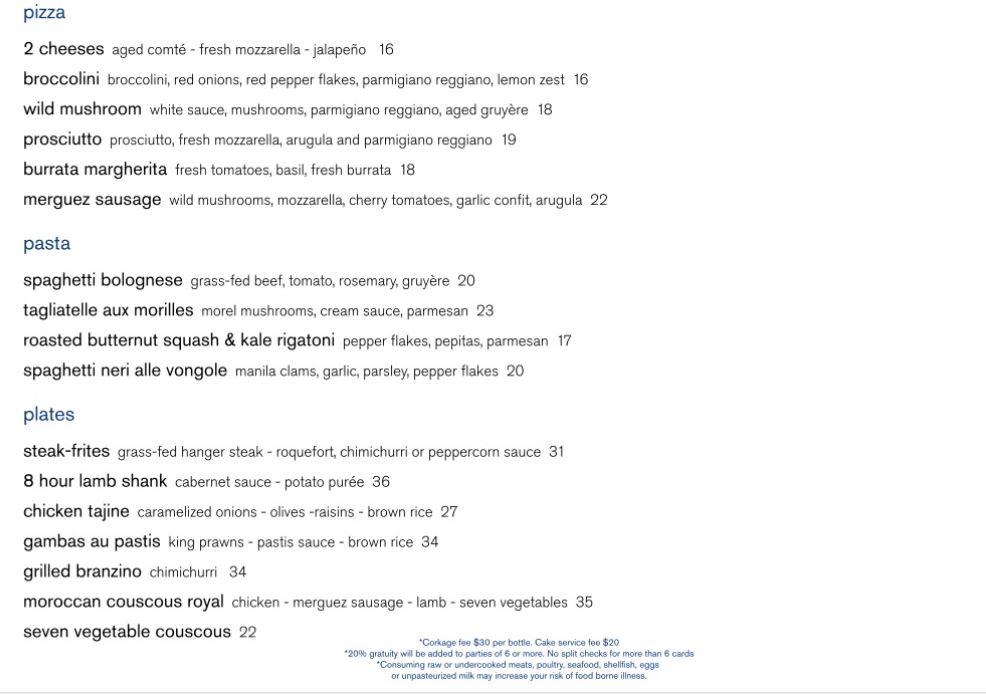 pizza
2 cheeses aged comté - fresh mozzarella - jalapeño 16
broccolini broccolini, red onions, red pepper flakes, parmigiano reggiano, lemon zest 16
wild mushroom white sauce, mushrooms, parmigiano reggiano, aged gruyère 18
prosciutto prosciutto, fresh mozzarella, arugula and parmigiano reggiano 19
burrata margherita fresh tomatoes, basil, fresh burrata 18
merguez sausage wild mushrooms, mozzarella, cherry tomatoes, garlic confit, arugula 22
pasta
spaghetti bolognese grass-fed beef, tomato, rosemary, gruyère 20
tagliatelle aux morilles morel mushrooms, cream sauce, parmesan 23
roasted butternut squash & kale rigatoni pepper flakes, pepitas, parmesan 17
spaghetti neri alle vongole manila clams, garlic, parsley, pepper flakes 20
plates
steak-frites grass-fed hanger steak - roquefort, chimichurri or peppercorn sauce 31
8 hour lamb shank cabernet sauce - potato purée 36
chicken tajine caramelized onions - olives -raisins - brown rice 27
gambas au pastis king prawns - pastis sauce - brown rice 34
grilled branzino chimichurri 34
moroccan couscous royal chicken - merguez sausage - lamb - seven vegetables 35
seven vegetable couscous 22
*Corkage fee $30 per bottle. Cake service fee $20
*20% gratuity will be added to parties of 6 or more. No split checks for more than 6 cards
*Consuming raw or undercooked meats, poultry, seafood, shellfish, eggs
or unpasteurized milk may increase your risk of food borne illness.